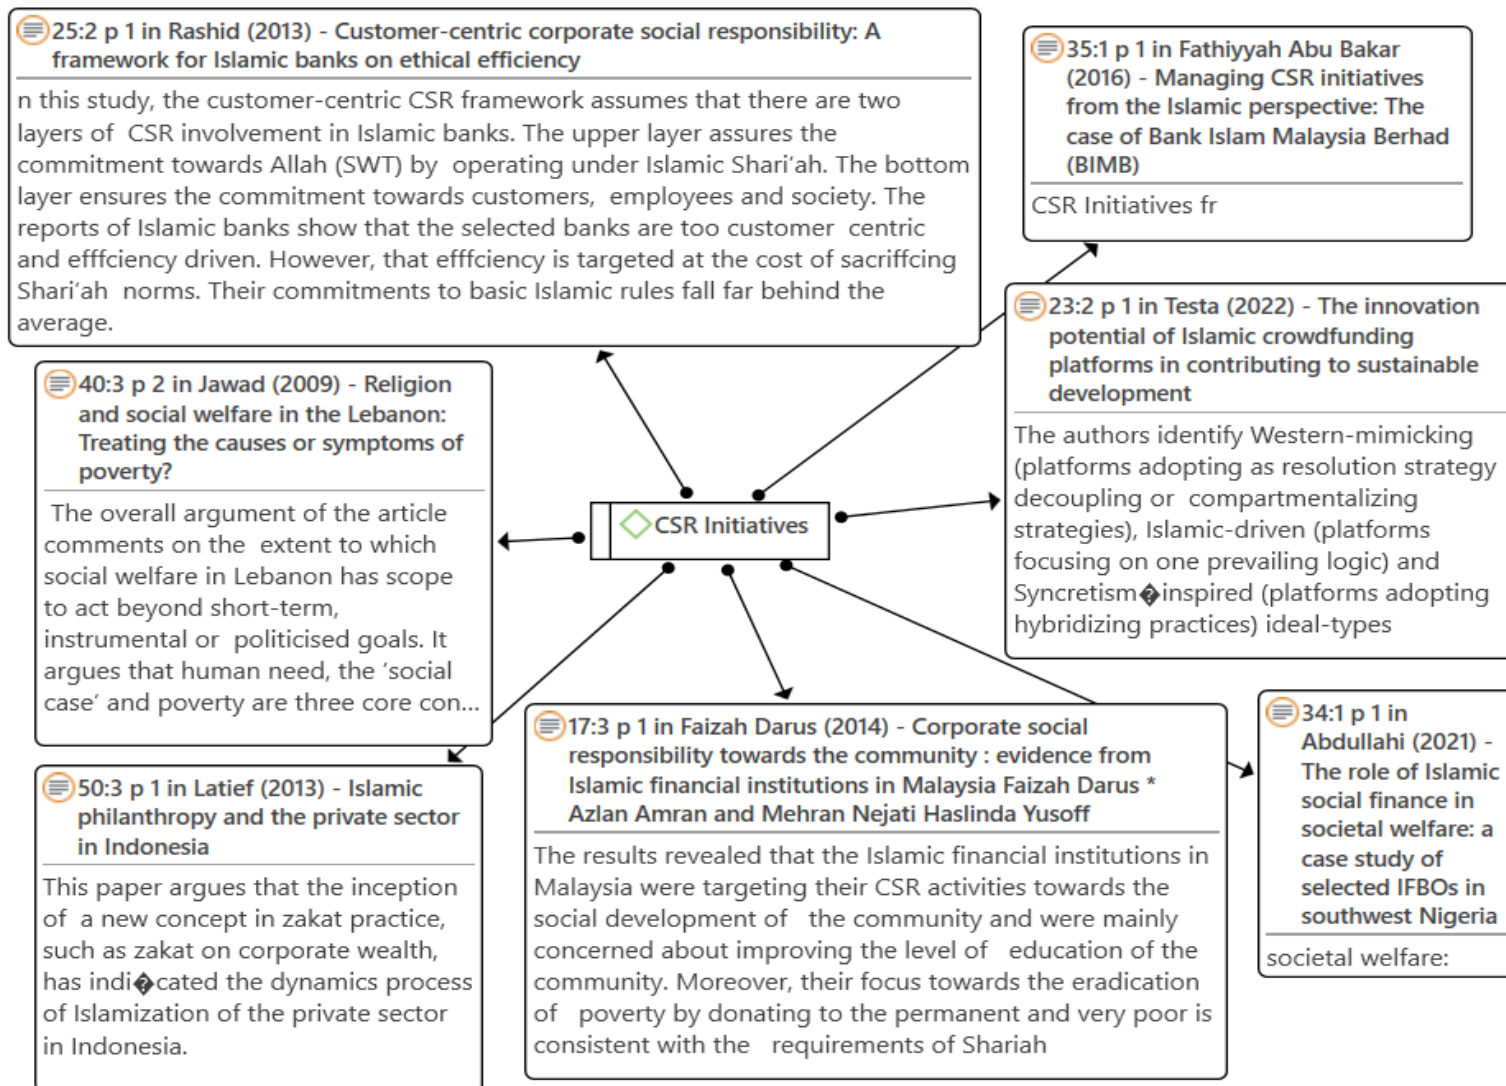 25:2 p 1 in Rashid (2013) - Customer-centric corporate social responsibility: A
framework for Islamic banks on ethical efficiency
n this study, the customer-centric CSR framework assumes that there are two
layers of CSR involvement in Islamic banks. The upper layer assures the
commitment towards Allah (SWT) by operating under Islamic Shari'ah. The bottom
layer ensures the commitment towards customers, employees and society. The
reports of Islamic banks show that the selected banks are too customer centric
and efffciency driven. However, that efffciency is targeted at the cost of sacriffcing
Shari'ah norms. Their commitments to basic Islamic rules fall far behind the
average.
35:1 p 1 in Fathiyyah Abu Bakar
(2016) - Managing CSR initiatives
from the Islamic perspective: The
case of Bank Islam Malaysia Berhad
(BIMB)
CSR Initiatives fr
23:2 p 1 in Testa (2022) - The innovation
potential of Islamic crowdfunding
platforms in contributing to sustainable
development
The authors identify Western-mimicking
(platforms adopting as resolution strategy
decoupling or compartmentalizing
strategies), Islamic-driven (platforms
focusing on one prevailing logic) and
Syncretism�inspired (platforms adopting
hybridizing practices) ideal-types
40:3 p 2 in Jawad (2009) - Religion
and social welfare in the Lebanon:
Treating the causes or symptoms of
poverty?
The overall argument of the article
comments on the extent to which
social welfare in Lebanon has scope
to act beyond short-term,
instrumental or politicised goals. It
argues that human need, the ‘social
case’ and poverty are three core con...
CSR Initiatives
50:3 p 1 in Latief (2013) - Islamic
philanthropy and the private sector
in Indonesia
This paper argues that the inception
of a new concept in zakat practice,
such as zakat on corporate wealth,
has indi�cated the dynamics process
of Islamization of the private sector
in Indonesia.
17:3 p 1 in Faizah Darus (2014) - Corporate social
responsibility towards the community : evidence from
Islamic financial institutions in Malaysia Faizah Darus *
Azlan Amran and Mehran Nejati Haslinda Yusoff
The results revealed that the Islamic financial institutions in
Malaysia were targeting their CSR activities towards the
social development of the community and were mainly
concerned about improving the level of education of the
community. Moreover, their focus towards the eradication
of poverty by donating to the permanent and very poor is
consistent with the requirements of Shariah
34:1 p 1 in
Abdullahi (2021) -
The role of Islamic
social finance in
societal welfare: a
case study of
selected IFBOs in
southwest Nigeria
societal welfare: